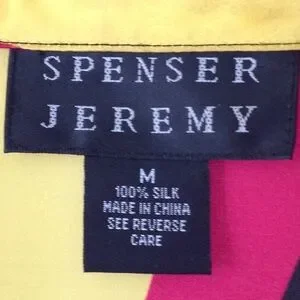 SPENSER
JEREMY
M
100% SILK
MADE IN CHINA
SEE REVERSE
CARE